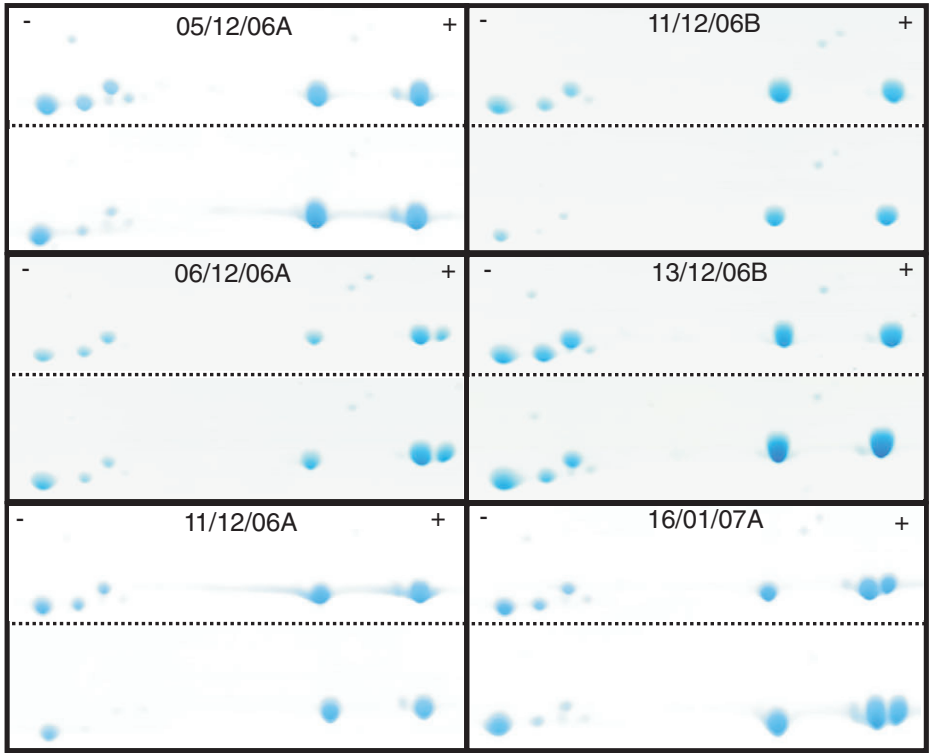 - 05/12/06A +
- 11/12/06B +
- 06/12/06A +
- 13/12/06B +
- 11/12/06A +
- 16/01/07A +